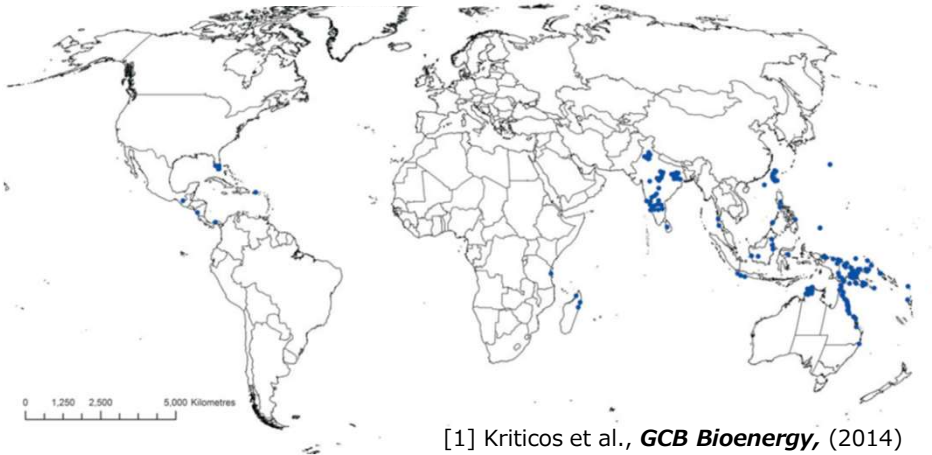 0 1,250 2,500 5,000 Kilometres
[1] Kriticos et al., GCB Bioenergy, (2014)